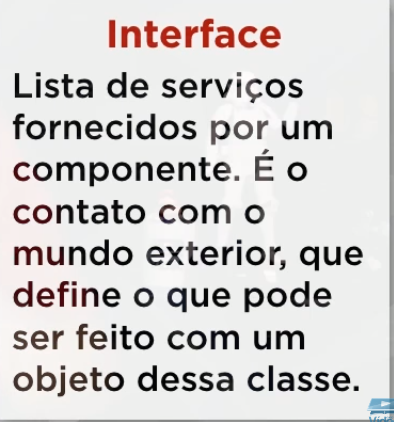 Interface
Lista de serviços
fornecidos por um
componente. É o
contato com o
mundo exterior, que
define o que pode
ser feito com um
objeto dessa classe.